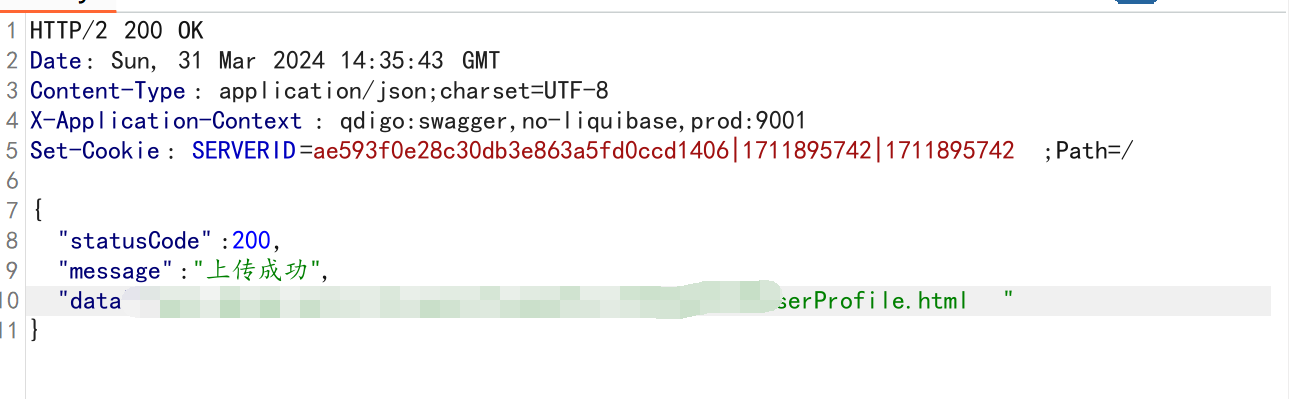 1 HTTP/2 200 OK
2 Date: Sun, 31 Mar 2024 14:35:43 GMT
3 Content-Type: application/json;charset=UTF-8
4 X-Application-Context: qdigo:swagger,no-liquibase,prod:9001
5 Set-Cookie: SERVERID=ae593f0e28c30db3e863a5fd0ccd1406|1711895742|1711895742;Path=/
6
7 {
8 "statusCode":200,
9 "message":"上传成功",
10 "data serProfile.html"
11 }